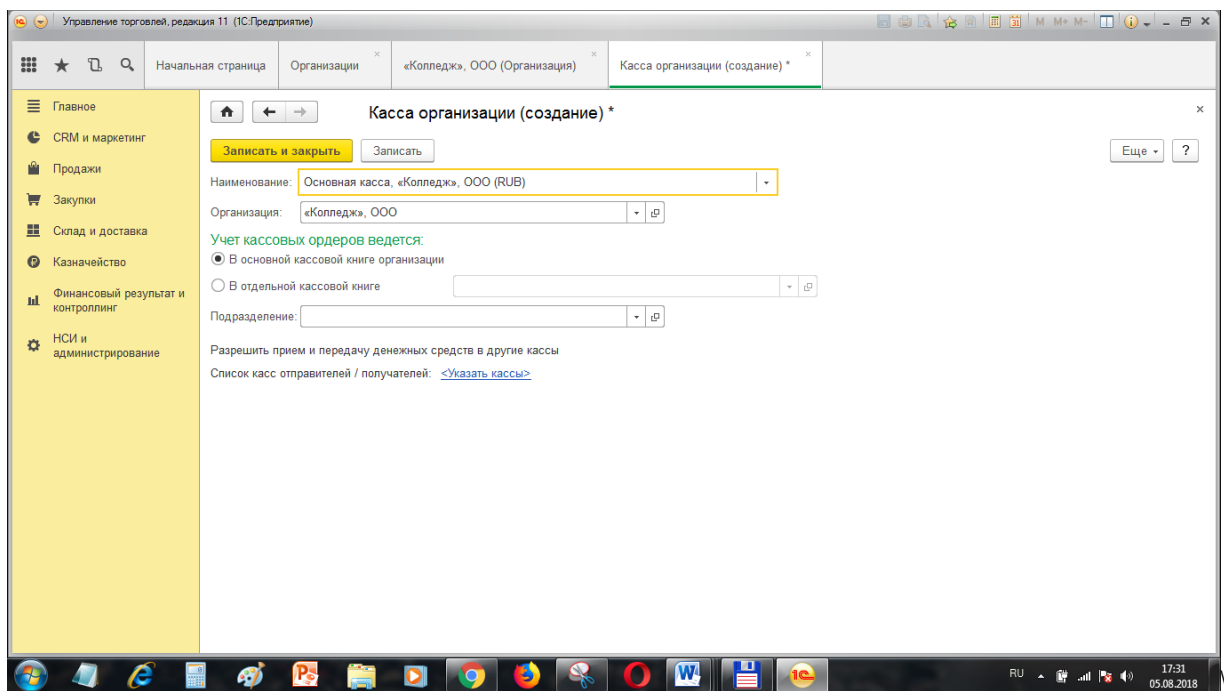 Управление торговлей, редакция 11 (1С:Предприятие)
M M+ M-
Начальная страница
Организации
«Колледж», ООО (Организация)
Касса организации (создание) *
Главное
CRM и маркетинг
Продажи
Закупки
Склад и доставка
Казначейство
Финансовый результат и
контроллинг
НСИ и
администрирование
Касса организации (создание) *
Записать и закрыть
Записать
Еще
?
Наименование: Основная касса, «Колледж», ООО (RUB)
Организация: «Колледж», ООО
Учет кассовых ордеров ведется:
В основной кассовой книге организации
В отдельной кассовой книге
Подразделение:
Разрешить прием и передачу денежных средств в другие кассы
Список касс отправителей / получателей: <Указать кассы>
RU
17:31
05.08.2018